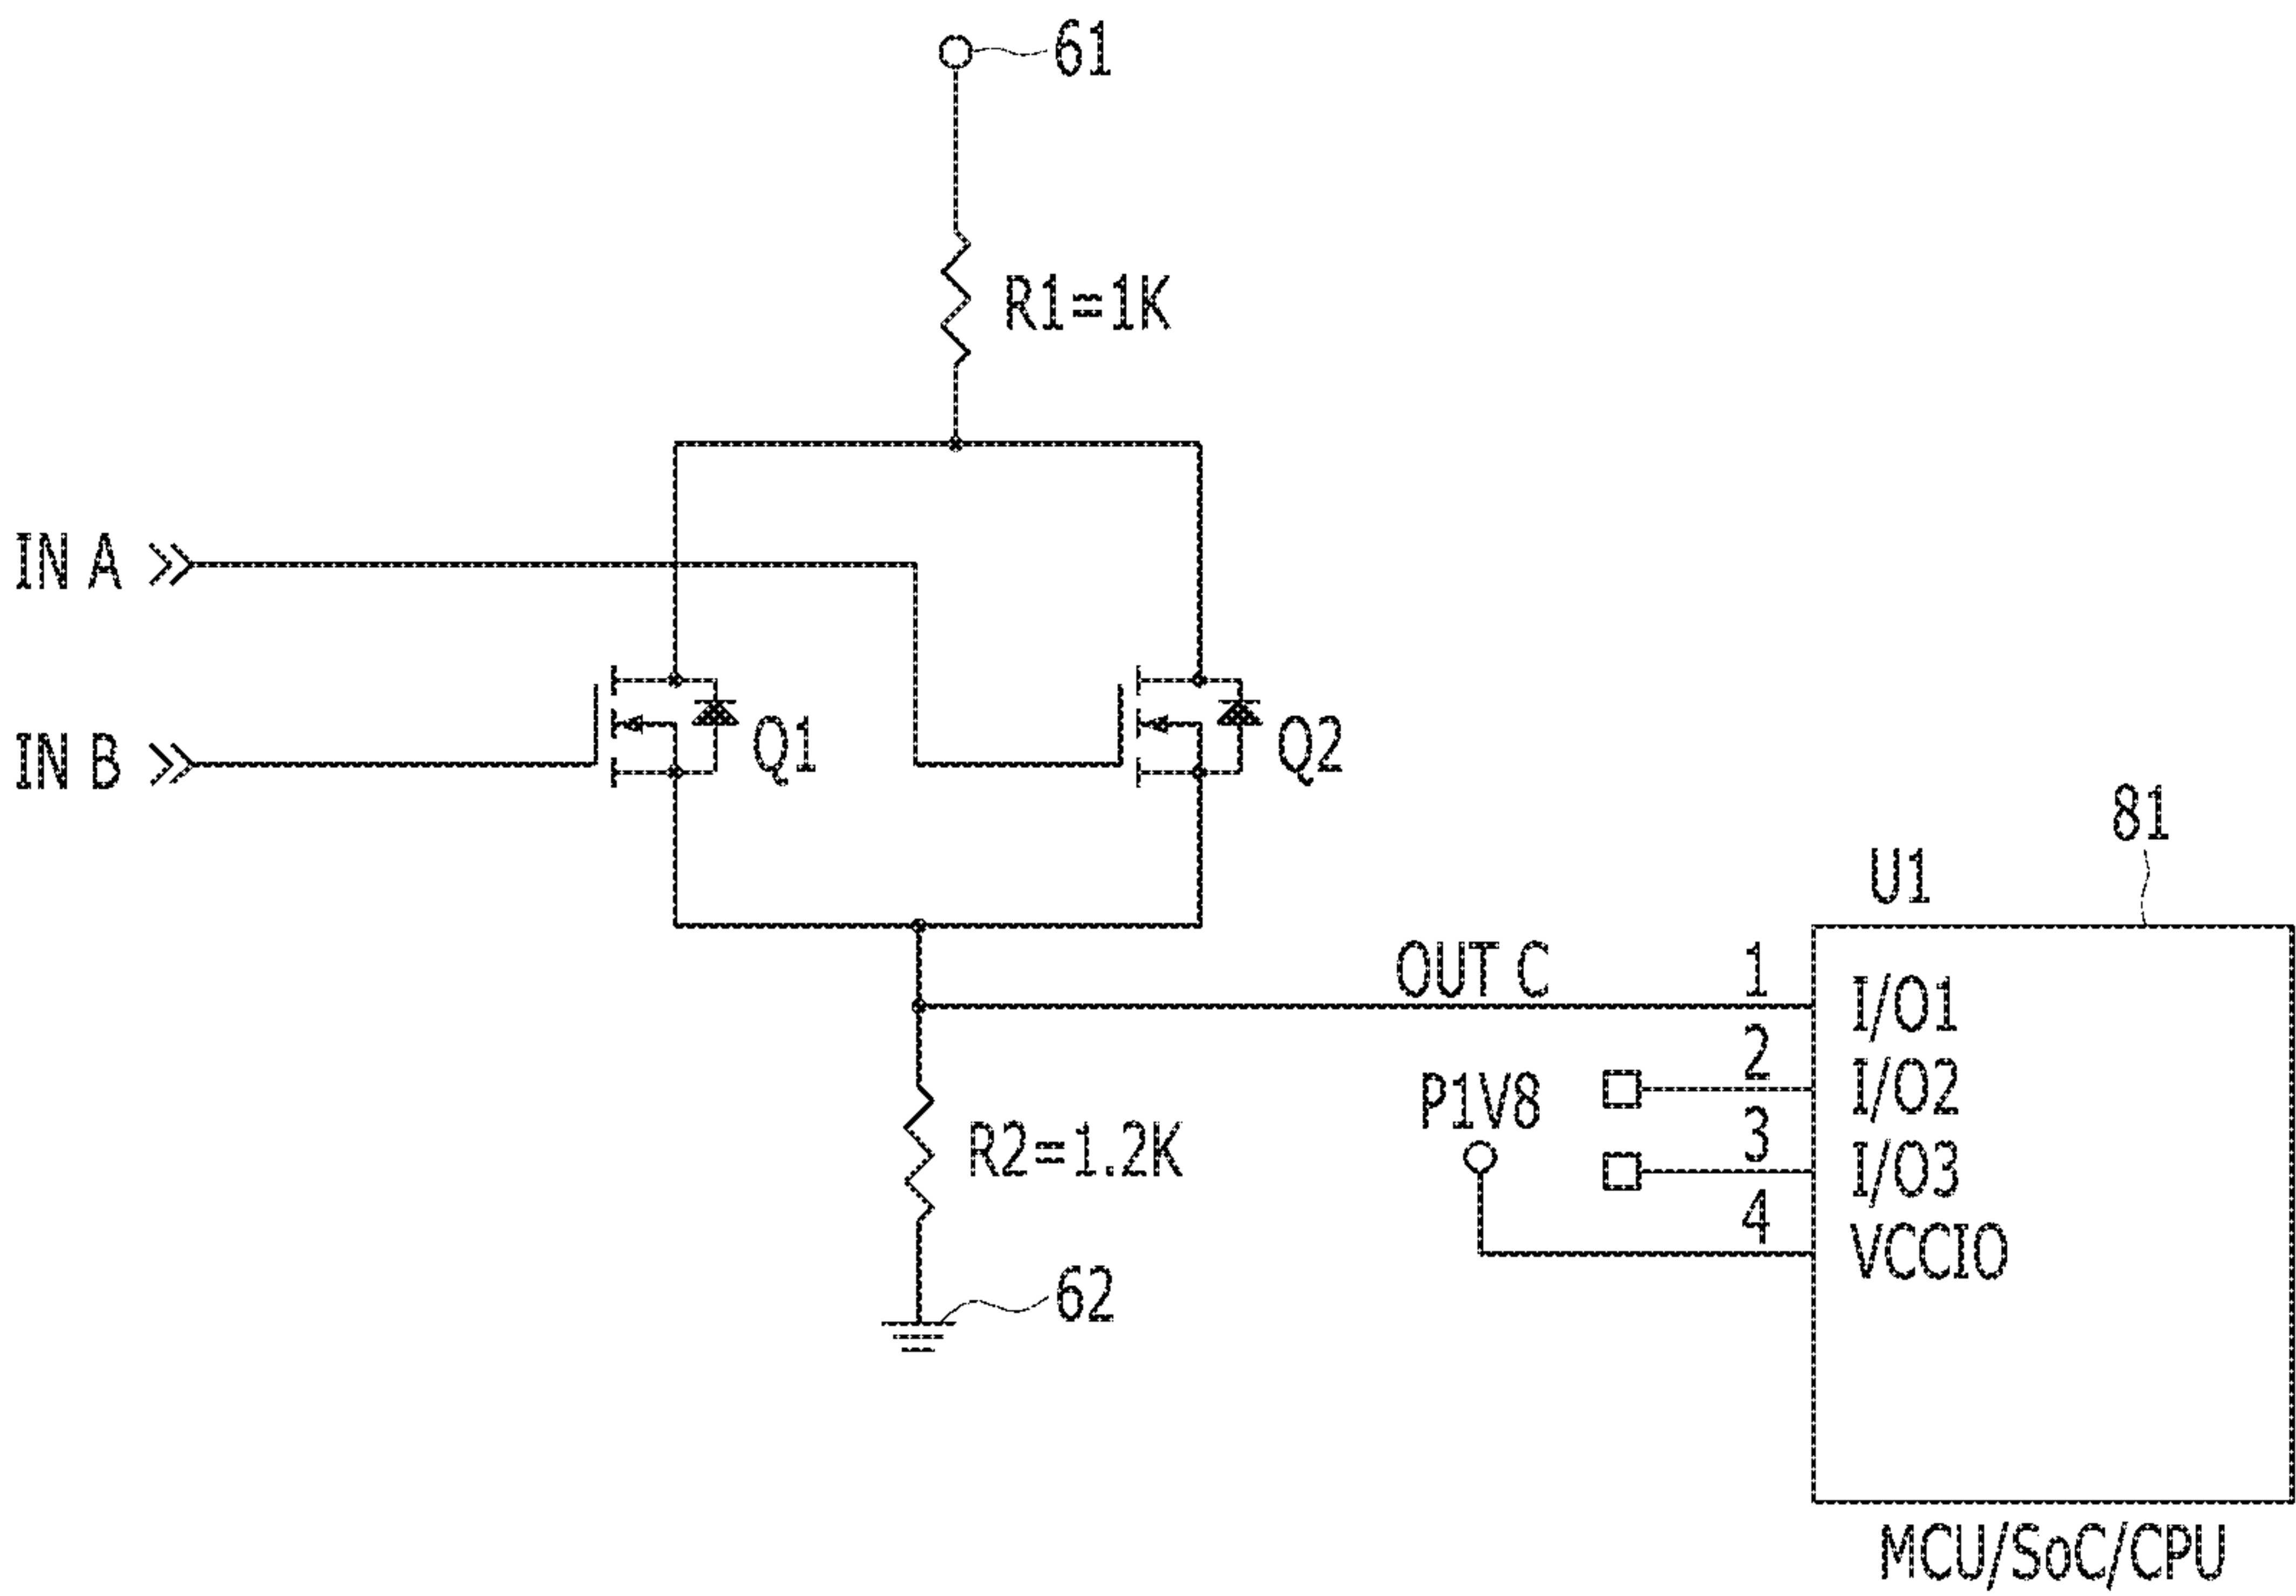 61
R1=1K
IN A
IN B
Q1
Q2
81
U1
OUT C
1
I/O1
2
I/O2
P1V8
3
I/O3
R2=1.2K
4
VCCIO
62
MCU/SoC/CPU